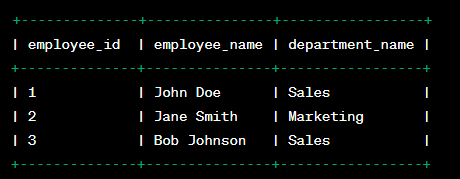 +---------------+---------------+-----------------+
| employee_id  | employee_name | department_name |
+---------------+---------------+-----------------+
| 1            | John Doe      | Sales           |
| 2            | Jane Smith    | Marketing       |
| 3            | Bob Johnson   | Sales           |
+---------------+---------------+-----------------+